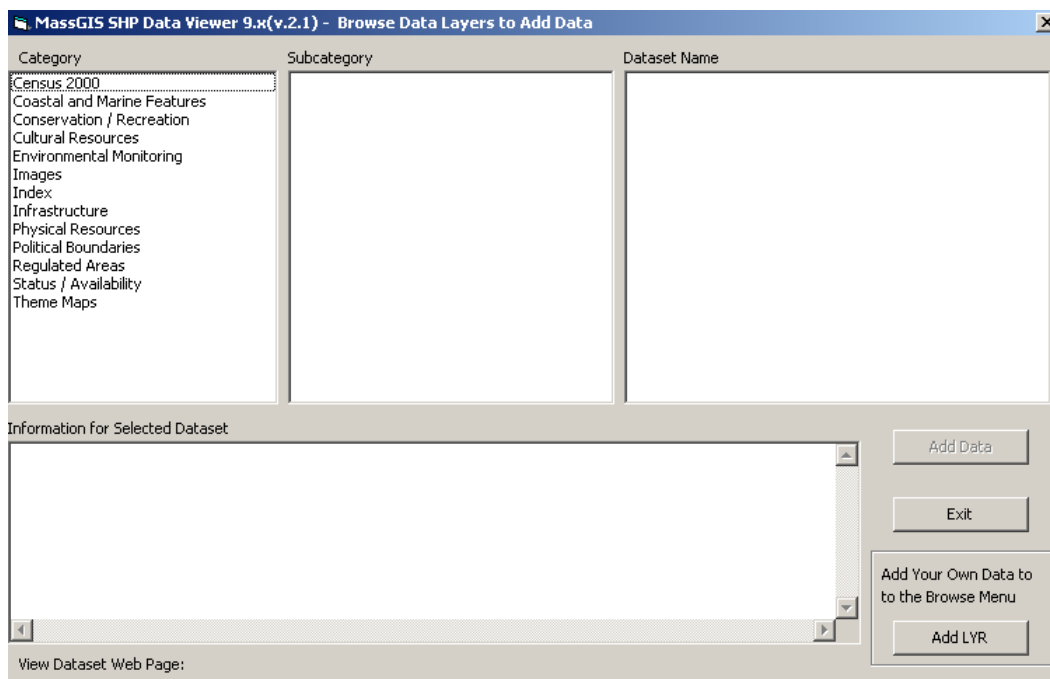 MassGIS SHP Data Viewer 9.x(v.2.1) - Browse Data Layers to Add Data
Category
Subcategory
Dataset Name
Census 2000
Coastal and Marine Features
Conservation / Recreation
Cultural Resources
Environmental Monitoring
Images
Index
Infrastructure
Physical Resources
Political Boundaries
Regulated Areas
Status / Availability
Theme Maps
Information for Selected Dataset
Add Data
Exit
Add Your Own Data to
to the Browse Menu
Add LYR
View Dataset Web Page: